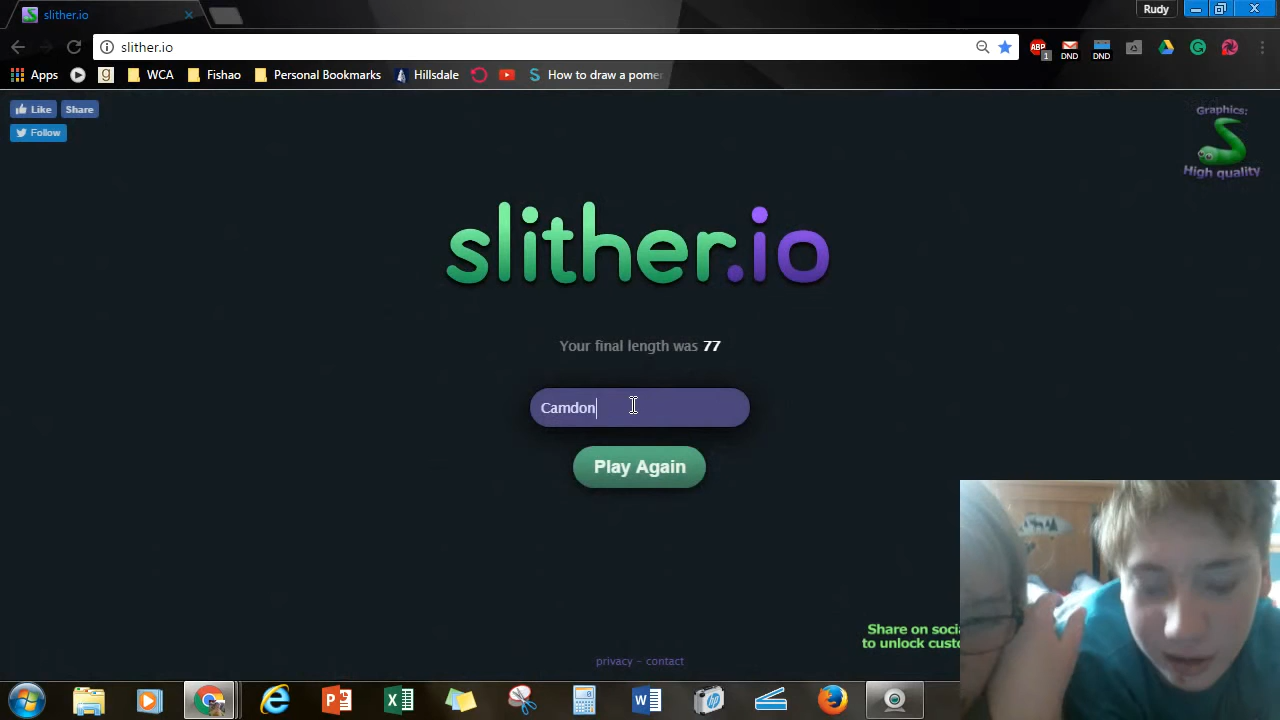 slither.io
Rudy
slither.io
ABP
1
DND
DND
Apps
g
WCA
Fishao
Personal Bookmarks
Hillsdale
S
How to draw a pomer
Like
Share
Follow
Graphics:
High quality
slither.io
Your final length was 77
Camdon
Play Again
Share on soci
to unlock cust
privacy - contact